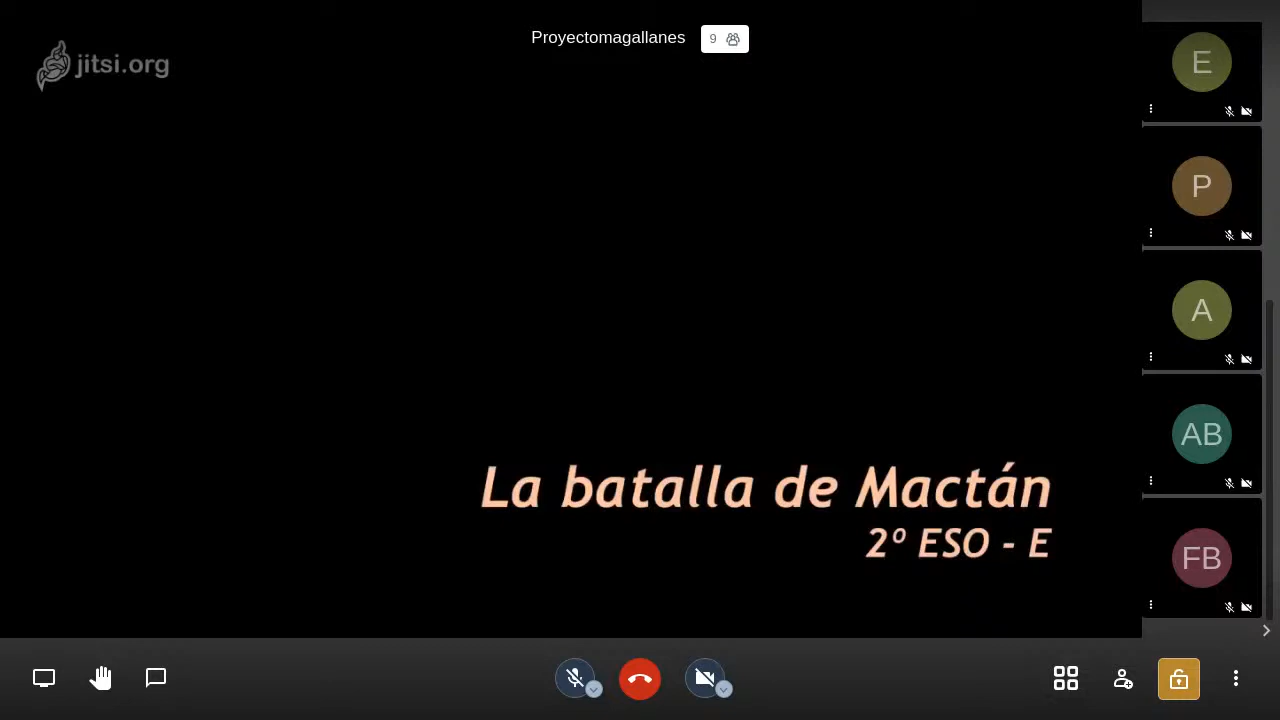 Proyectomagallanes 9
jitsi.org
E
P
A
AB
FB
La batalla de Mactán
2º ESO - E